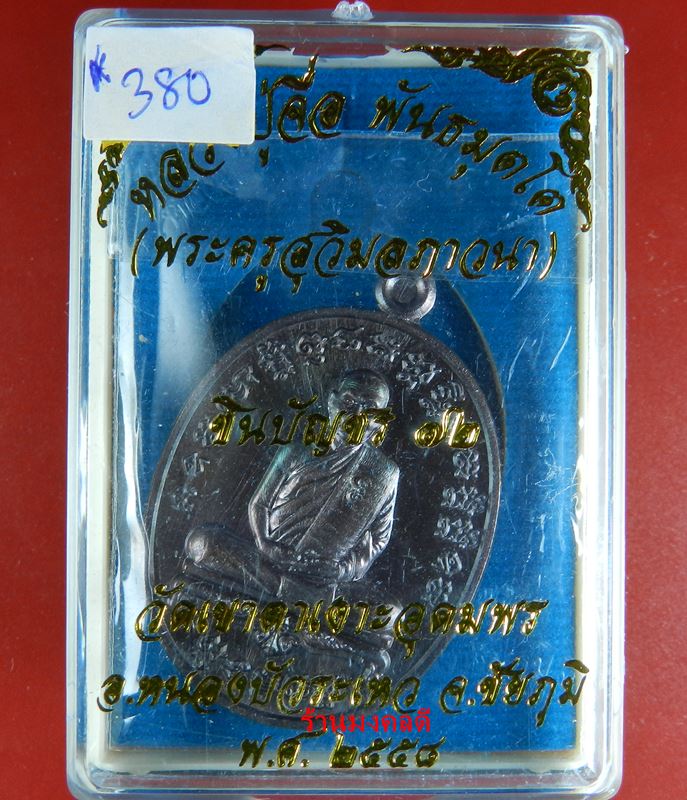 380
หลวงปู่จื่อ พันธมุตโต
(พระครูสุวิมลภาวนา)
ชินบัญชร ๗๒
วัดเขาตาเงาะอุดมพร
อ.หนองบัวระเหว จ.ชัยภูมิ
ร้านมงคลดี
พ.ศ. ๒๕๕๘